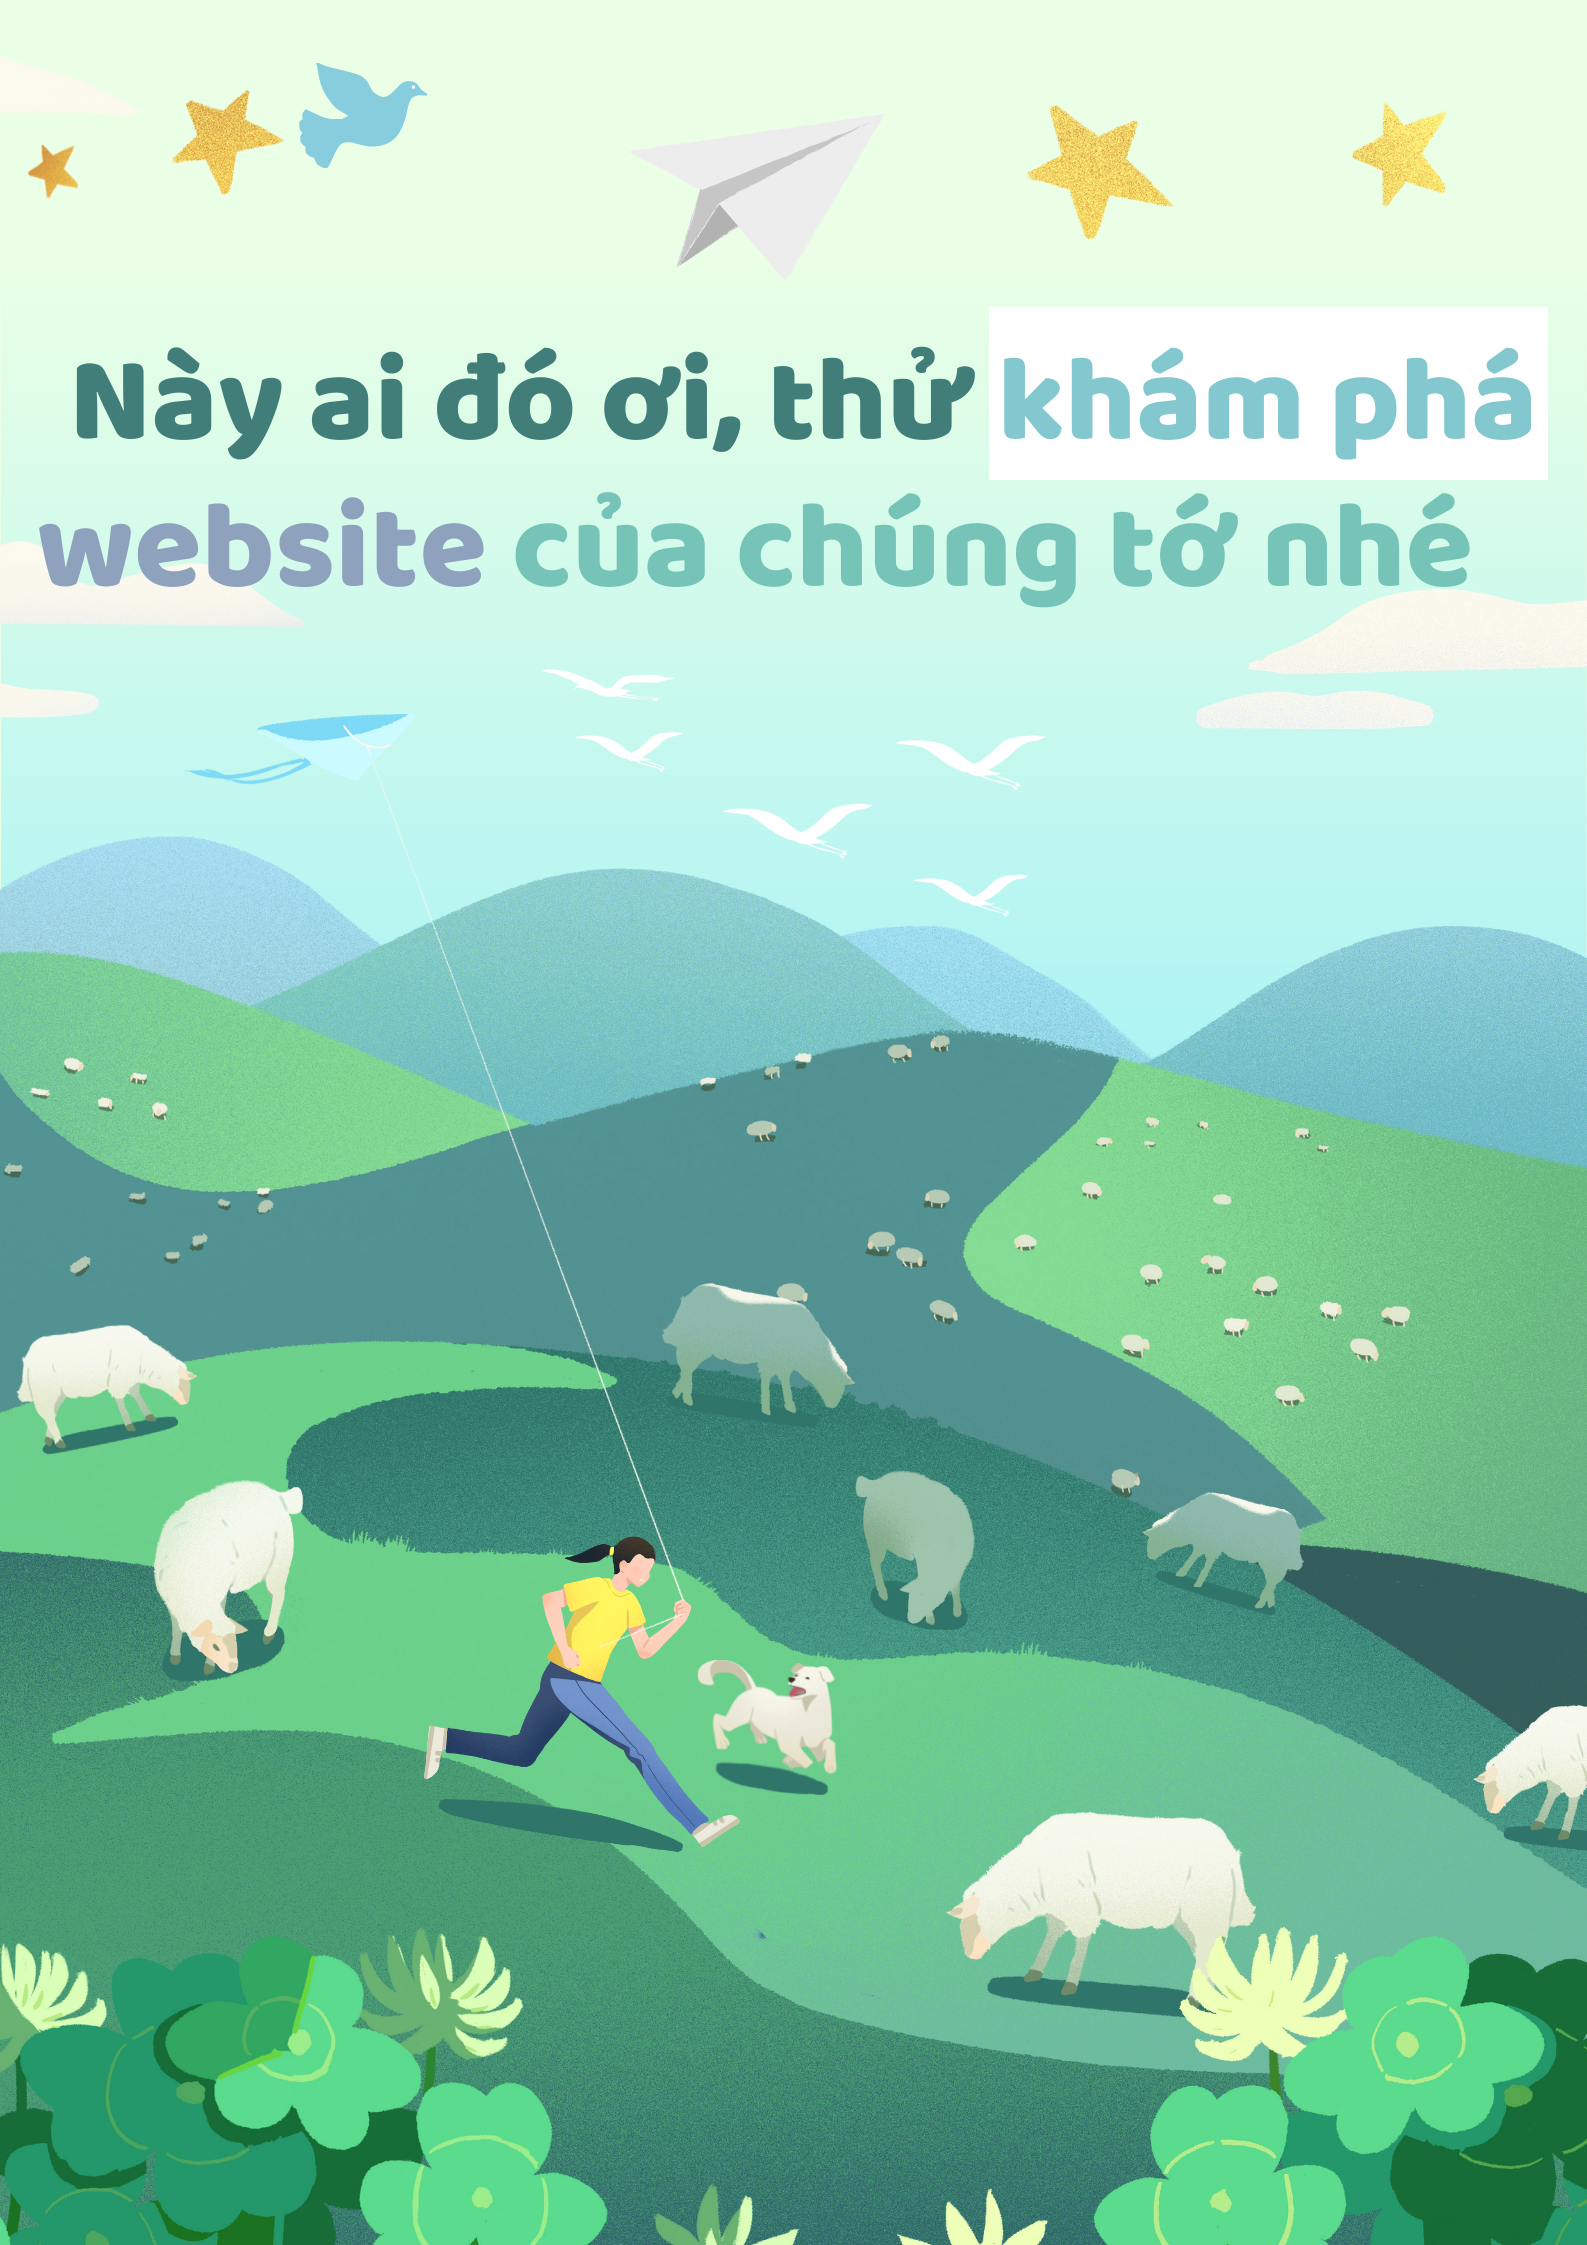 Này ai đó ơi, thử khám phá
website của chúng tớ nhé